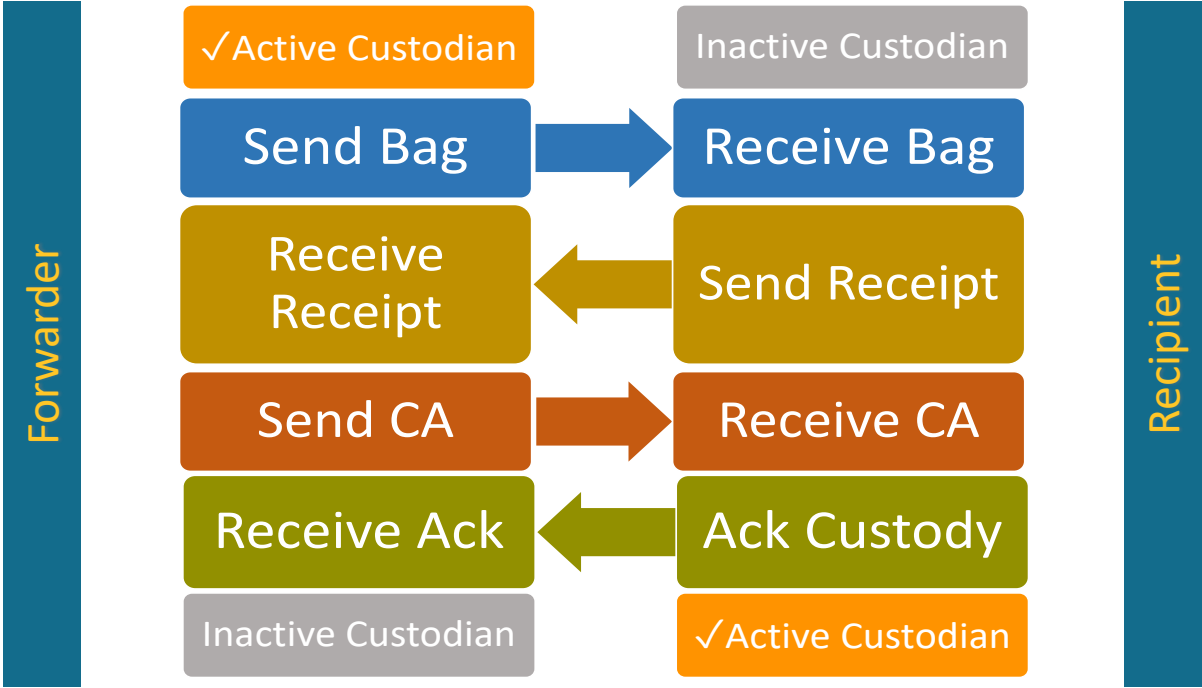 Forwarder
✓Active Custodian
Inactive Custodian
Send Bag
Receive Bag
Receive
Receipt
Send Receipt
Send CA
Receive CA
Receive Ack
Ack Custody
Inactive Custodian
✓Active Custodian
Recipient